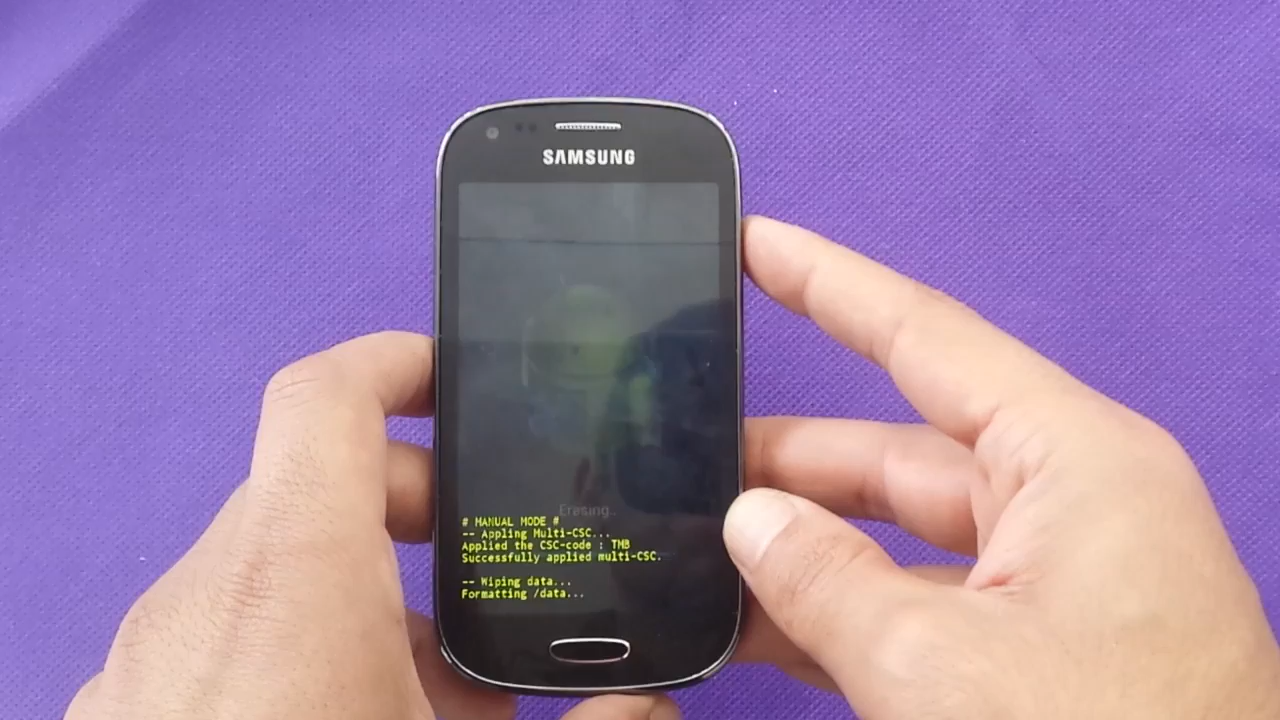 SAMSUNG
Erasing..
# MANUAL MODE #
-- Appling Multi-CSC...
Applied the CSC-code : TMB
Successfully applied multi-CSC.
-- Wiping data...
Formatting /data...